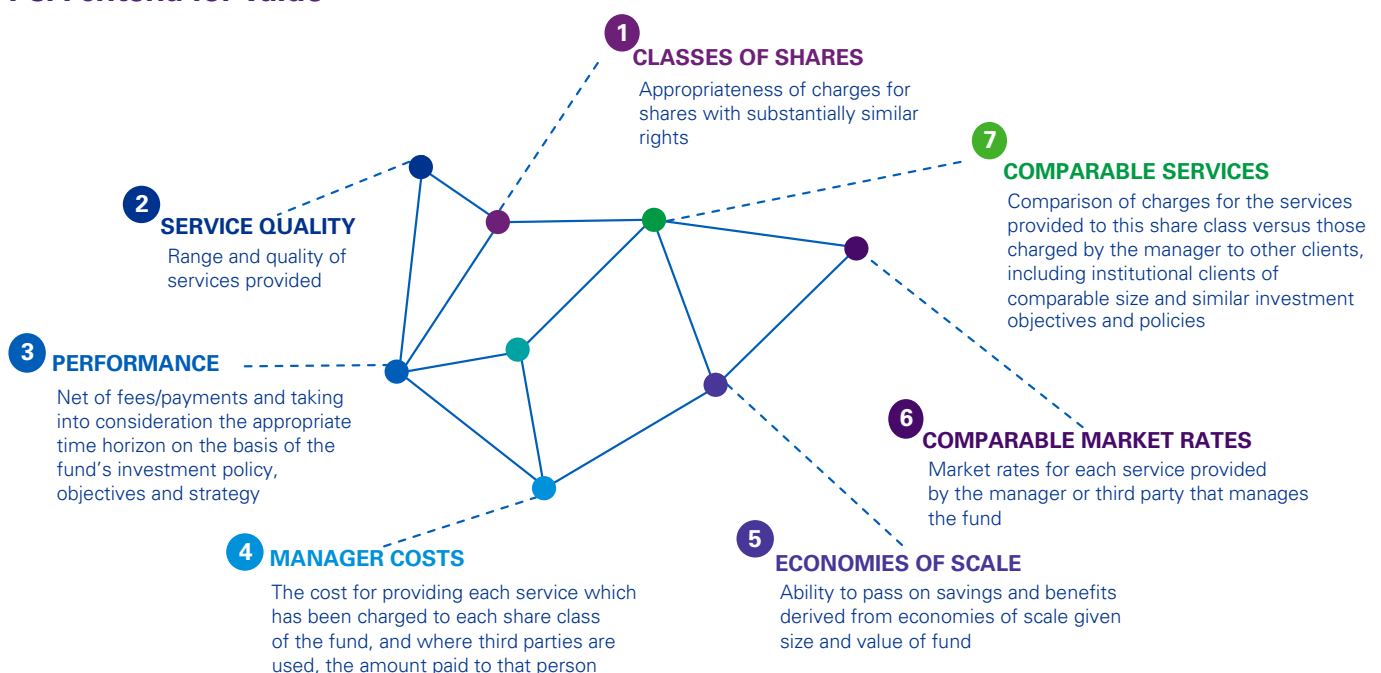 1
CLASSES OF SHARES
Appropriateness of charges for
shares with substantially similar
rights
2
SERVICE QUALITY
Range and quality of
services provided
3
PERFORMANCE
Net of fees/payments and taking
into consideration the appropriate
time horizon on the basis of the
fund's investment policy,
objectives and strategy
4
MANAGER COSTS
The cost for providing each service which
has been charged to each share class
of the fund, and where third parties are
used, the amount paid to that person
5
ECONOMIES OF SCALE
Ability to pass on savings and benefits
derived from economies of scale given
size and value of fund
6
COMPARABLE MARKET RATES
Market rates for each service provided
by the manager or third party that manages
the fund
7
COMPARABLE SERVICES
Comparison of charges for the services
provided to this share class versus those
charged by the manager to other clients,
including institutional clients of
comparable size and similar investment
objectives and policies